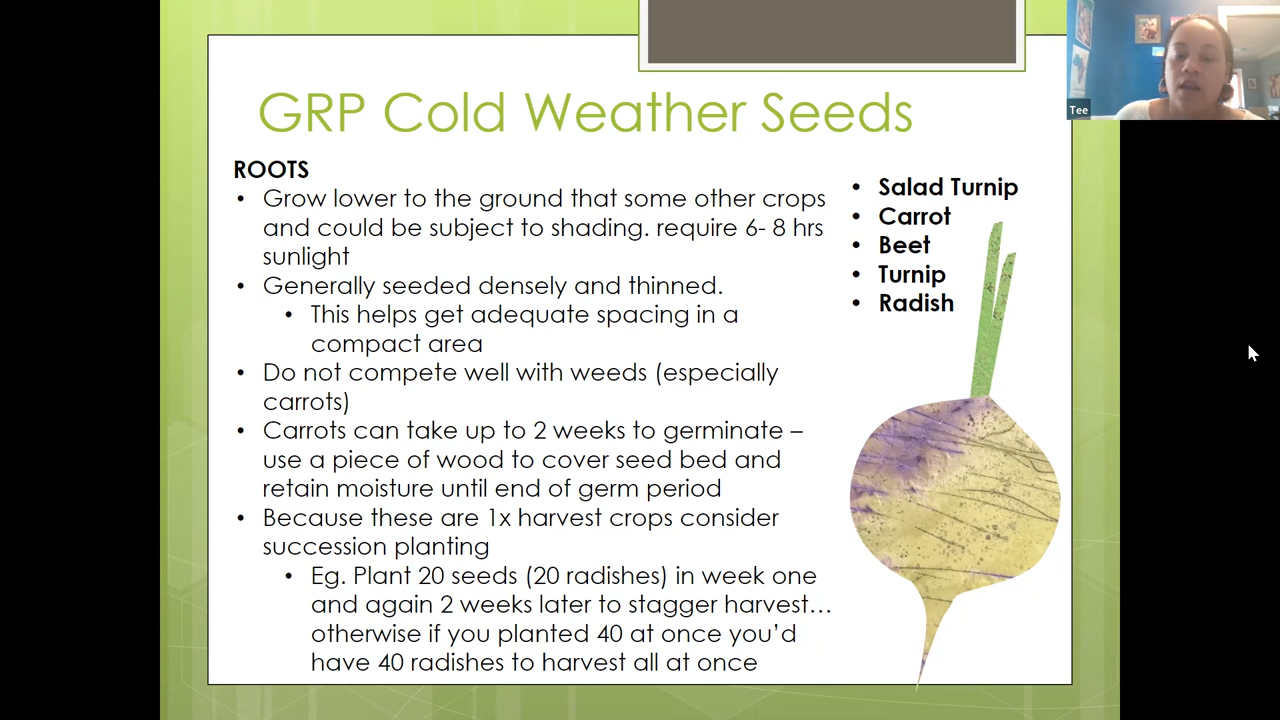 Tee
GRP Cold Weather Seeds
ROOTS
• Grow lower to the ground that some other crops
and could be subject to shading. require 6- 8 hrs
sunlight
• Generally seeded densely and thinned.
• This helps get adequate spacing in a
compact area
• Do not compete well with weeds (especially
carrots)
• Carrots can take up to 2 weeks to germinate –
use a piece of wood to cover seed bed and
retain moisture until end of germ period
• Because these are 1x harvest crops consider
succession planting
• Eg. Plant 20 seeds (20 radishes) in week one
and again 2 weeks later to stagger harvest…
otherwise if you planted 40 at once you’d
have 40 radishes to harvest all at once
• Salad Turnip
• Carrot
• Beet
• Turnip
• Radish